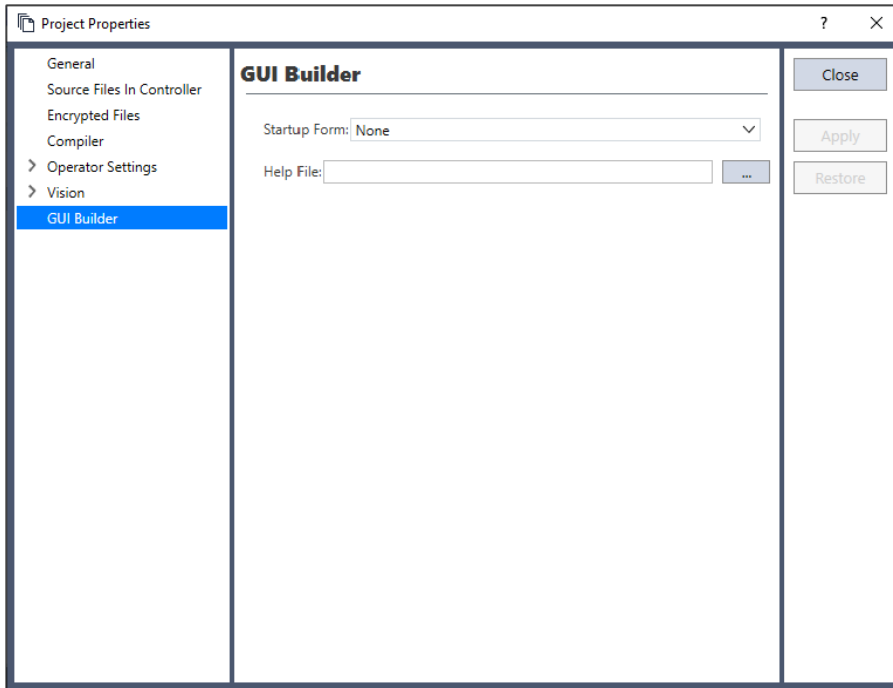 Project Properties
?
General
Source Files In Controller
Encrypted Files
Compiler
Operator Settings
Vision
GUI Builder
GUI Builder
Startup Form: None
Help File:
...
Close
Apply
Restore